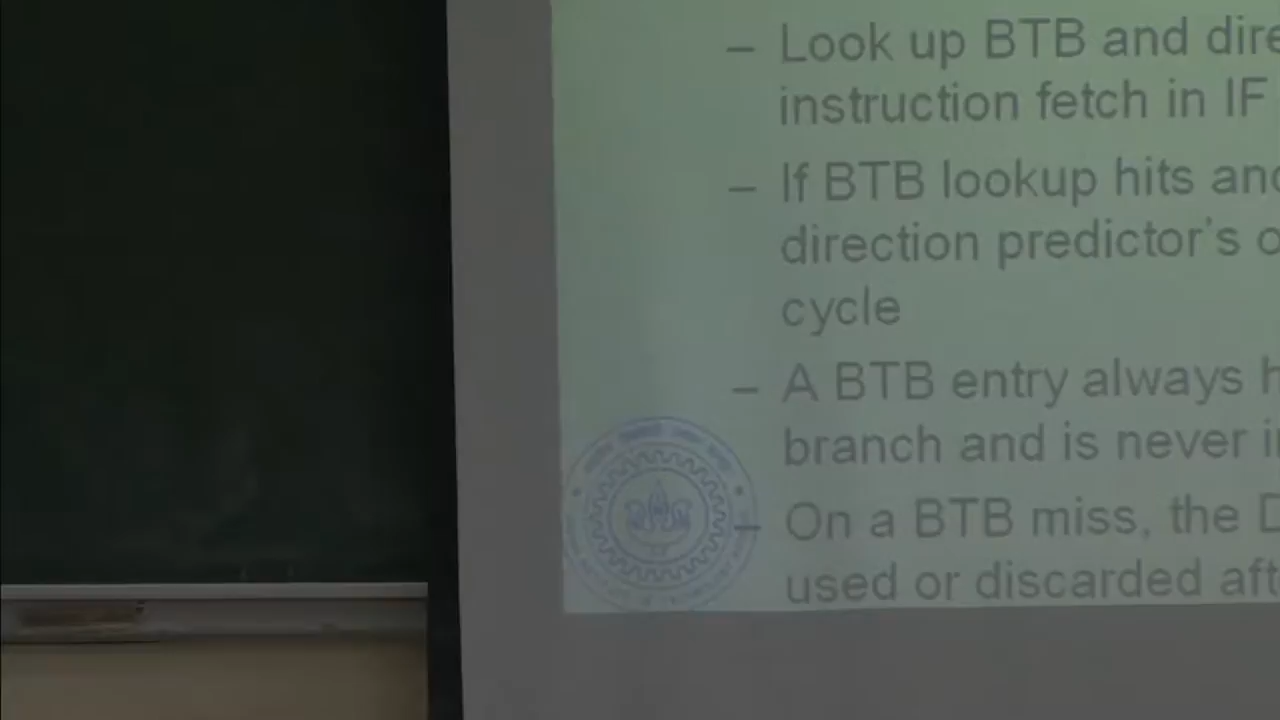 – Look up BTB and dire
instruction fetch in IF
– If BTB lookup hits and
direction predictor's o
cycle
– A BTB entry always h
branch and is never i
– On a BTB miss, the D
used or discarded aft